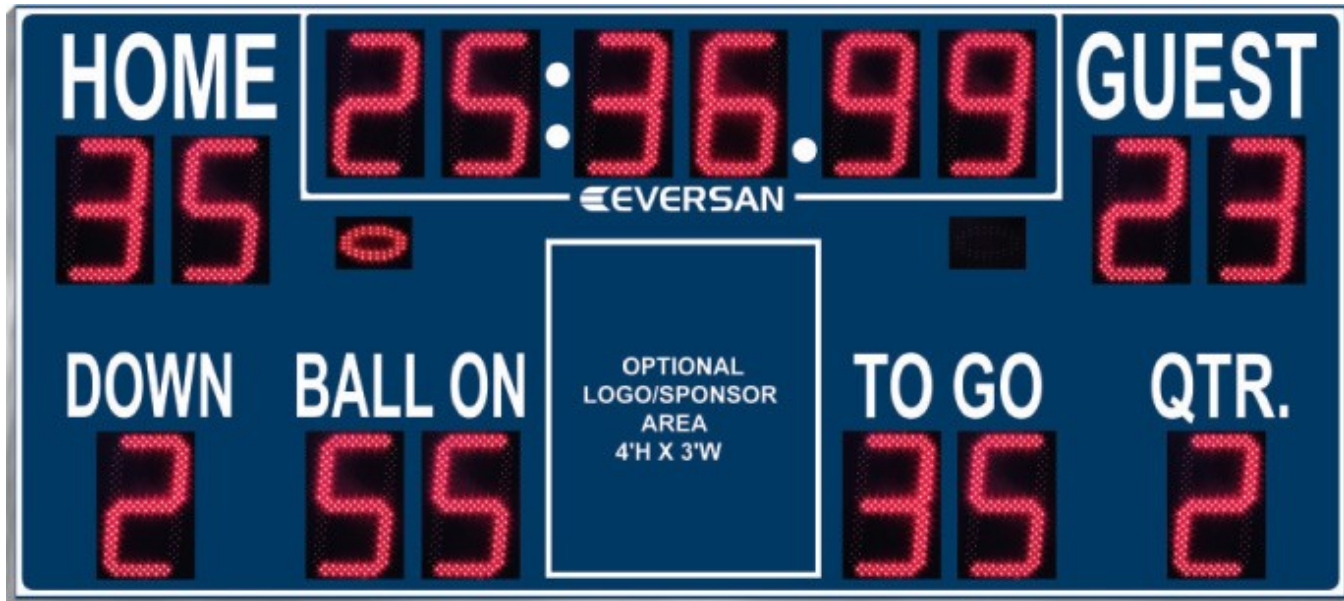 HOME 25:36.99 GUEST
35 23
EVERSAN
DOWN BALL ON TO GO QTR.
OPTIONAL
LOGO/SPONSOR
AREA
4'H X 3'W
2 55 35 2